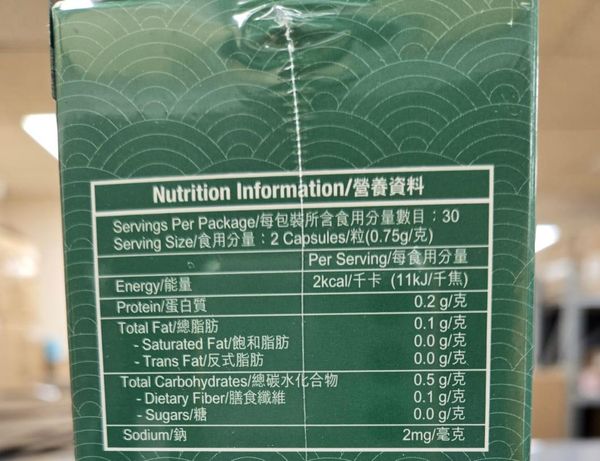 Nutrition Information/營養資料
Servings Per Package/每包裝所含食用分量數目：30
Serving Size/食用分量：2 Capsules/粒(0.75g/克)
Per Serving/每食用分量
Energy/能量 2kcal/千卡 (11kJ/千焦)
Protein/蛋白質 0.2 g/克
Total Fat/總脂肪 0.1 g/克
- Saturated Fat/飽和脂肪 0.0 g/克
- Trans Fat/反式脂肪 0.0 g/克
Total Carbohydrates/總碳水化合物 0.5 g/克
- Dietary Fiber/膳食纖維 0.1 g/克
- Sugars/糖 0.0 g/克
Sodium/鈉 2mg/毫克